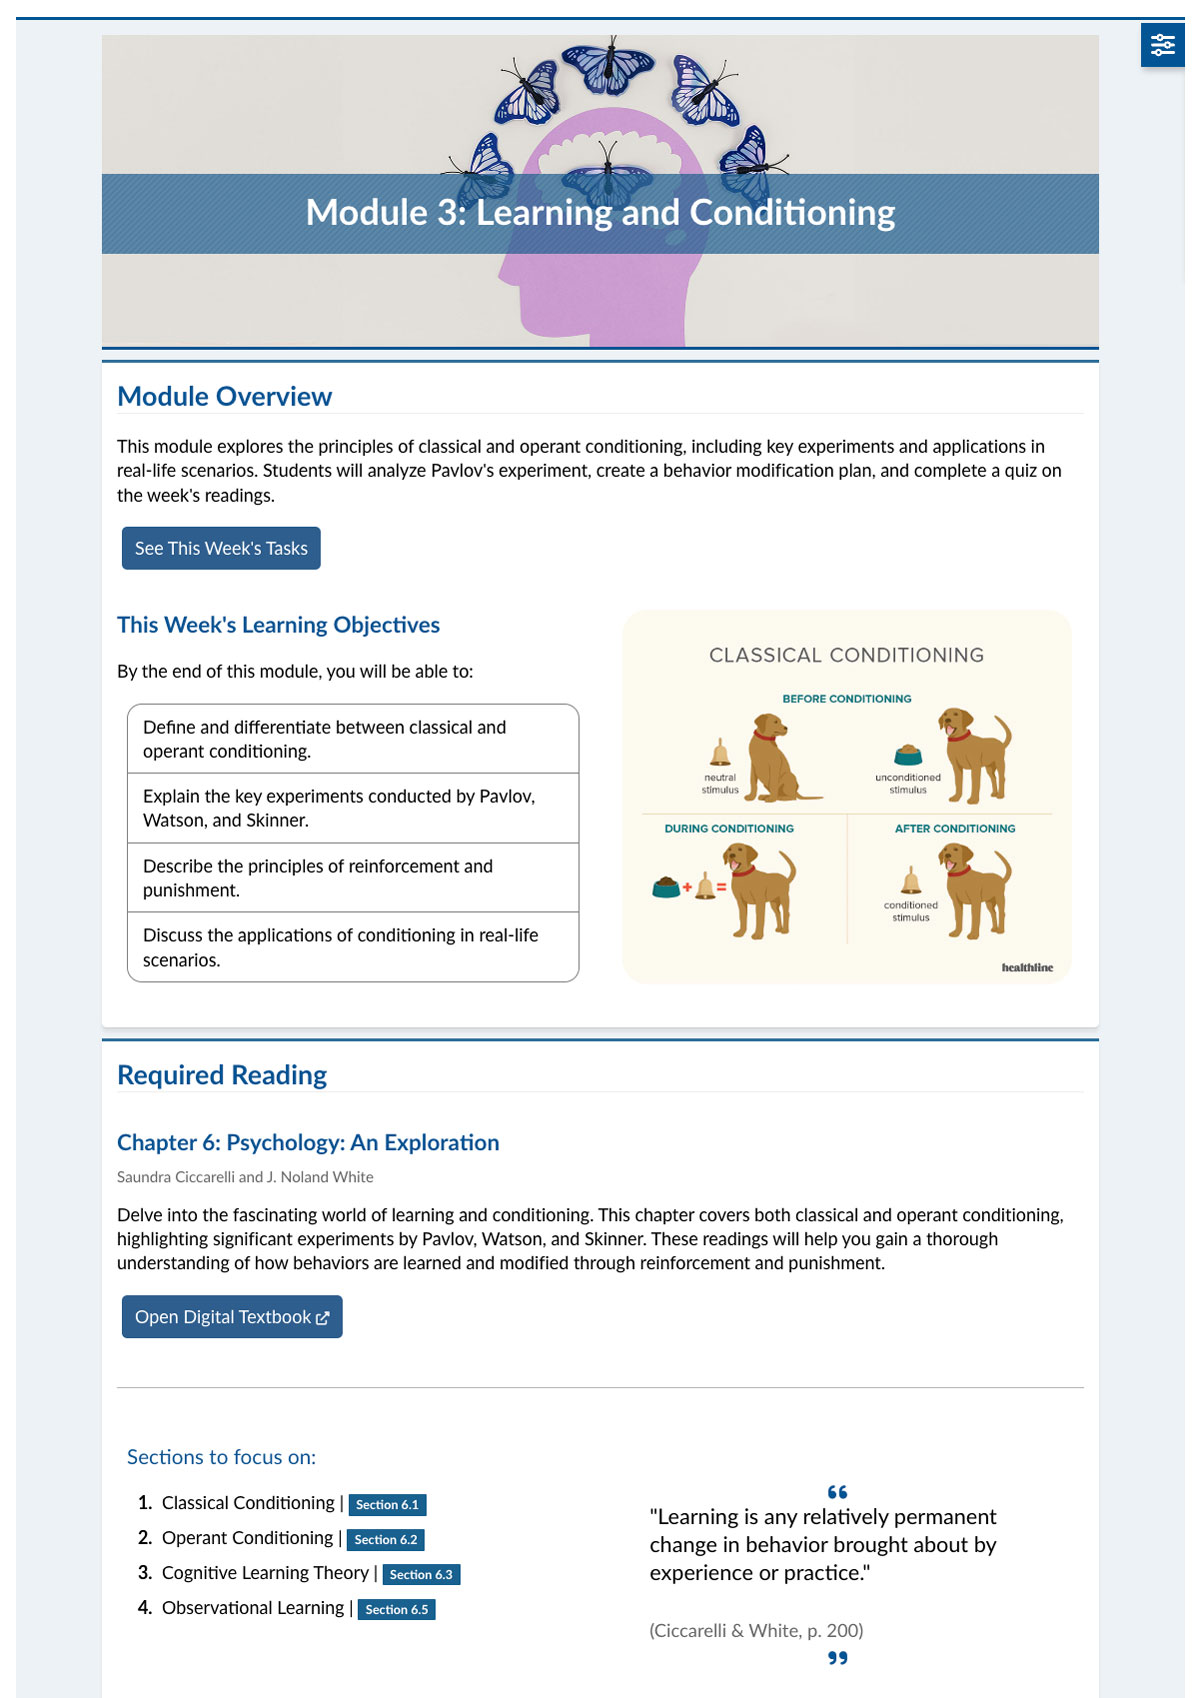 Module 3: Learning and Conditioning
Module Overview
This module explores the principles of classical and operant conditioning, including key experiments and applications in
real-life scenarios. Students will analyze Pavlov's experiment, create a behavior modification plan, and complete a quiz on
the week's readings.
See This Week's Tasks
This Week's Learning Objectives
By the end of this module, you will be able to:
Define and differentiate between classical and
operant conditioning.
Explain the key experiments conducted by Pavlov,
Watson, and Skinner.
Describe the principles of reinforcement and
punishment.
Discuss the applications of conditioning in real-life
scenarios.
CLASSICAL CONDITIONING
BEFORE CONDITIONING
neutral
stimulus
unconditioned
stimulus
DURING CONDITIONING
+ =
AFTER CONDITIONING
conditioned
stimulus
healthline
Required Reading
Chapter 6: Psychology: An Exploration
Saundra Ciccarelli and J. Noland White
Delve into the fascinating world of learning and conditioning. This chapter covers both classical and operant conditioning,
highlighting significant experiments by Pavlov, Watson, and Skinner. These readings will help you gain a thorough
understanding of how behaviors are learned and modified through reinforcement and punishment.
Open Digital Textbook
Sections to focus on:
1. Classical Conditioning | Section 6.1
2. Operant Conditioning | Section 6.2
3. Cognitive Learning Theory | Section 6.3
4. Observational Learning | Section 6.5
“
"Learning is any relatively permanent
change in behavior brought about by
experience or practice."
(Ciccarelli & White, p. 200)
”